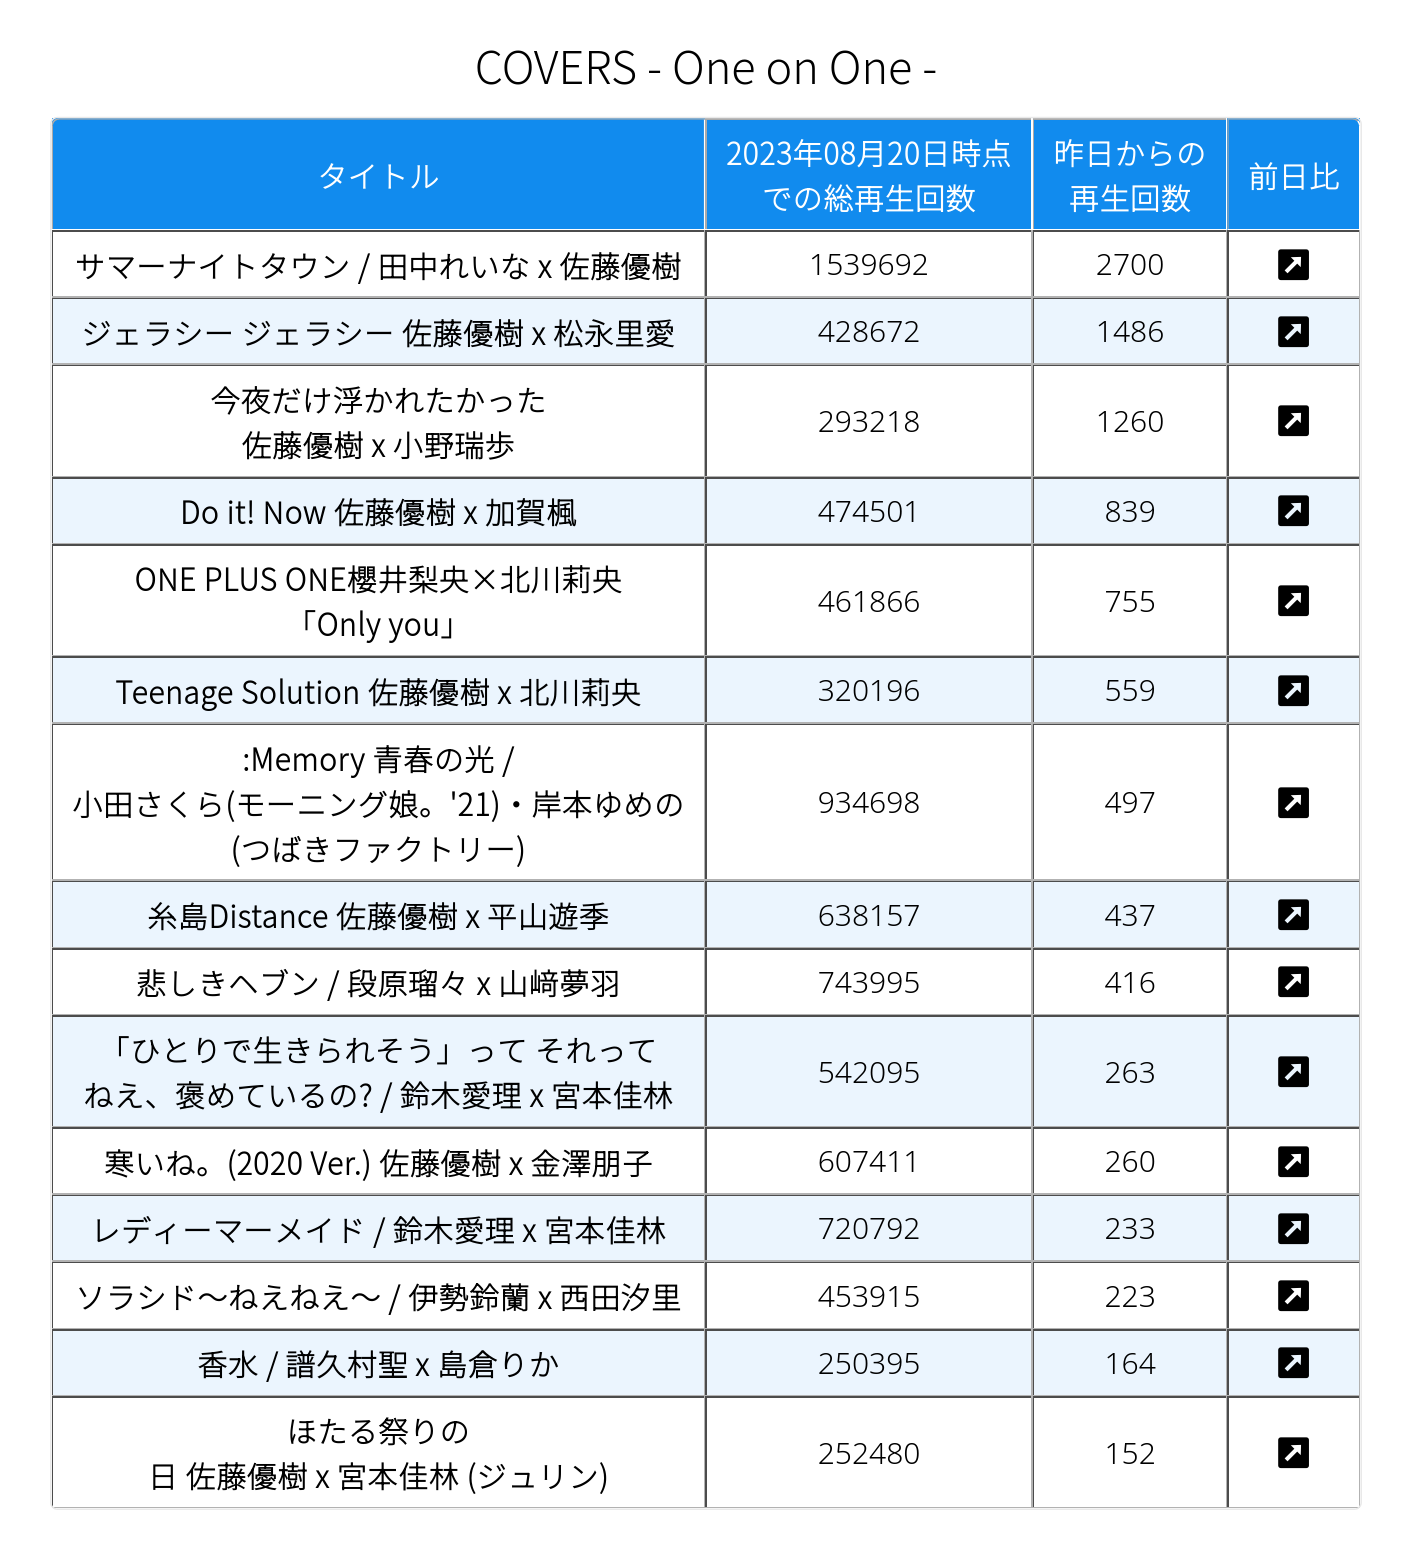 COVERS - One on One -
タイトル
2023年08月20日時点
での総再生回数
昨日からの
再生回数
前日比
サマーナイトタウン / 田中れいな x 佐藤優樹
1539692
2700
ジェラシー ジェラシー 佐藤優樹 x 松永里愛
428672
1486
今夜だけ浮かれたかった
佐藤優樹 x 小野瑞歩
293218
1260
Do it! Now 佐藤優樹 x 加賀楓
474501
839
ONE PLUS ONE櫻井梨央×北川莉央
「Only you」
461866
755
Teenage Solution 佐藤優樹 x 北川莉央
320196
559
:Memory 青春の光 /
小田さくら(モーニング娘。'21)・岸本ゆめの
(つばきファクトリー)
934698
497
糸島Distance 佐藤優樹 x 平山遊季
638157
437
悲しきヘブン / 段原瑠々 x 山﨑夢羽
743995
416
「ひとりで生きられそう」って それって
ねえ、褒めているの? / 鈴木愛理 x 宮本佳林
542095
263
寒いね。(2020 Ver.) 佐藤優樹 x 金澤朋子
607411
260
レディーマーメイド / 鈴木愛理 x 宮本佳林
720792
233
ソラシド〜ねえねえ〜 / 伊勢鈴蘭 x 西田汐里
453915
223
香水 / 譜久村聖 x 島倉りか
250395
164
ほたる祭りの
日 佐藤優樹 x 宮本佳林 (ジュリン)
252480
152